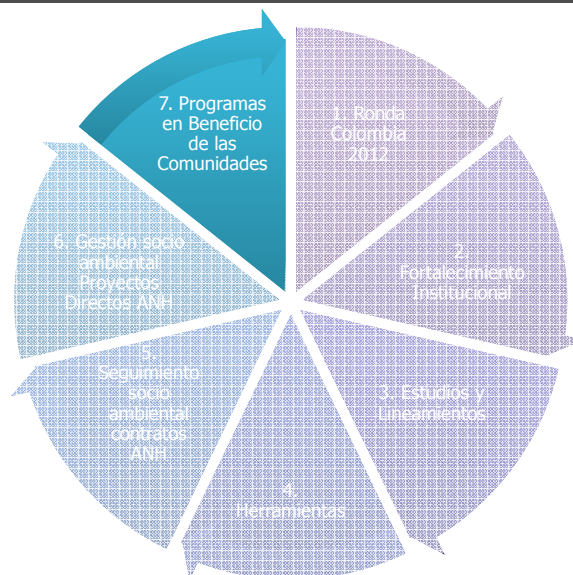 7. Programas
en Beneficio
de las
Comunidades
1. Ronda
Colombia
2012
2.
Fortalecimiento
Institucional
3. Estudios y
Lineamientos
4.
Herramientas
5.
Seguimiento
socio
ambiental
contratos
ANH
6. Gestión socio
ambiental
Proyectos
Directos ANH